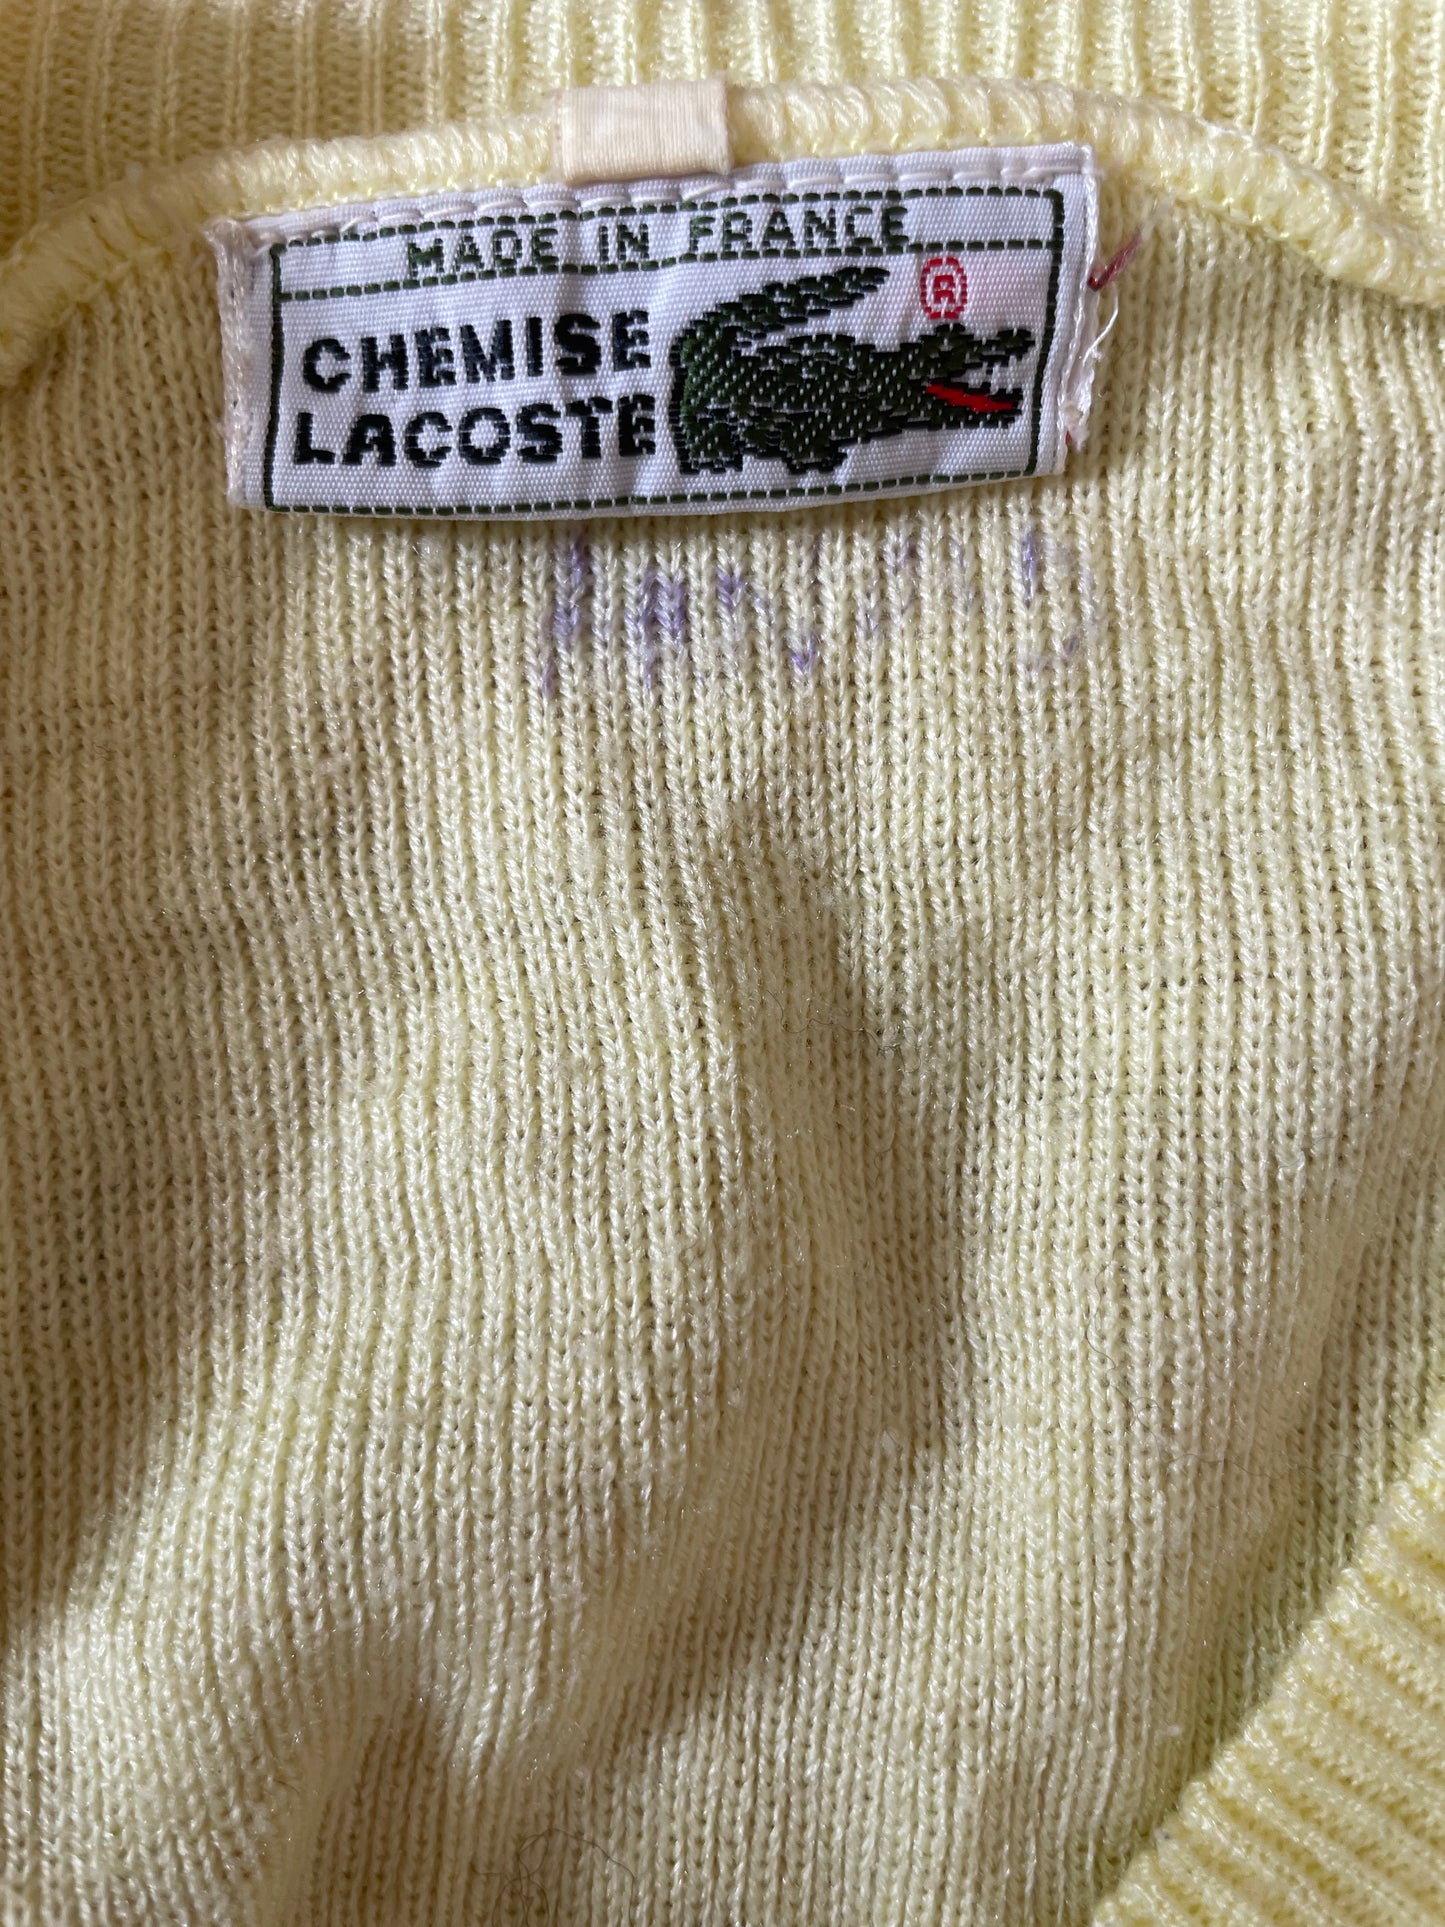 MADE IN FRANCE
®
CHEMISE
LACOSTE